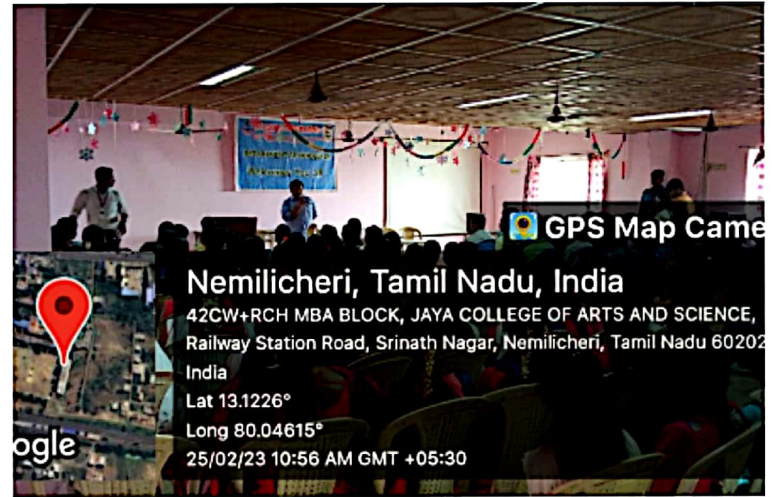 GPS Map Came
Nemilicheri, Tamil Nadu, India
42CW+RCH MBA BLOCK, JAYA COLLEGE OF ARTS AND SCIENCE,
Railway Station Road, Srinath Nagar, Nemilicheri, Tamil Nadu 60202
India
Lat 13.1226°
Long 80.04615°
25/02/23 10:56 AM GMT +05:30
ogle